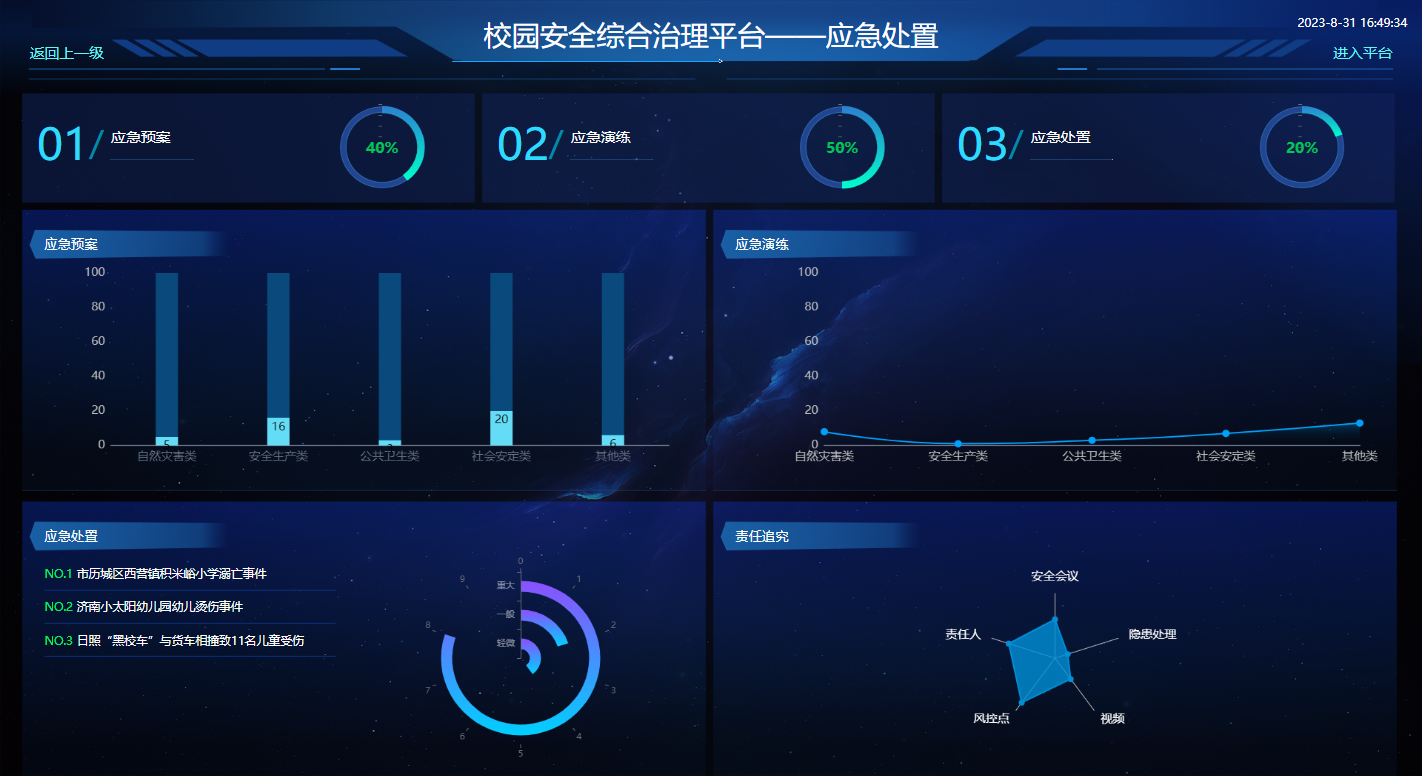 校园安全综合治理平台——应急处置
2023-8-31 16:49:34
返回上一级
进入平台
01/ 应急预案
40%
02/ 应急演练
50%
03/ 应急处置
20%
应急预案
100
80
60
40
20
0
5
16
20
6
自然灾害类 安全生产类 公共卫生类 社会安定类 其他类
应急演练
100
80
60
40
20
0
自然灾害类 安全生产类 公共卫生类 社会安定类 其他类
应急处置
NO.1 市历城区西营镇积米峪小学溺亡事件
NO.2 济南小太阳幼儿园幼儿烫伤事件
NO.3 日照“黑校车”与货车相撞致11名儿童受伤
重大
一般
轻微
0
1
2
3
4
5
6
7
8
9
责任追究
安全会议
责任人
隐患处理
风控点
视频